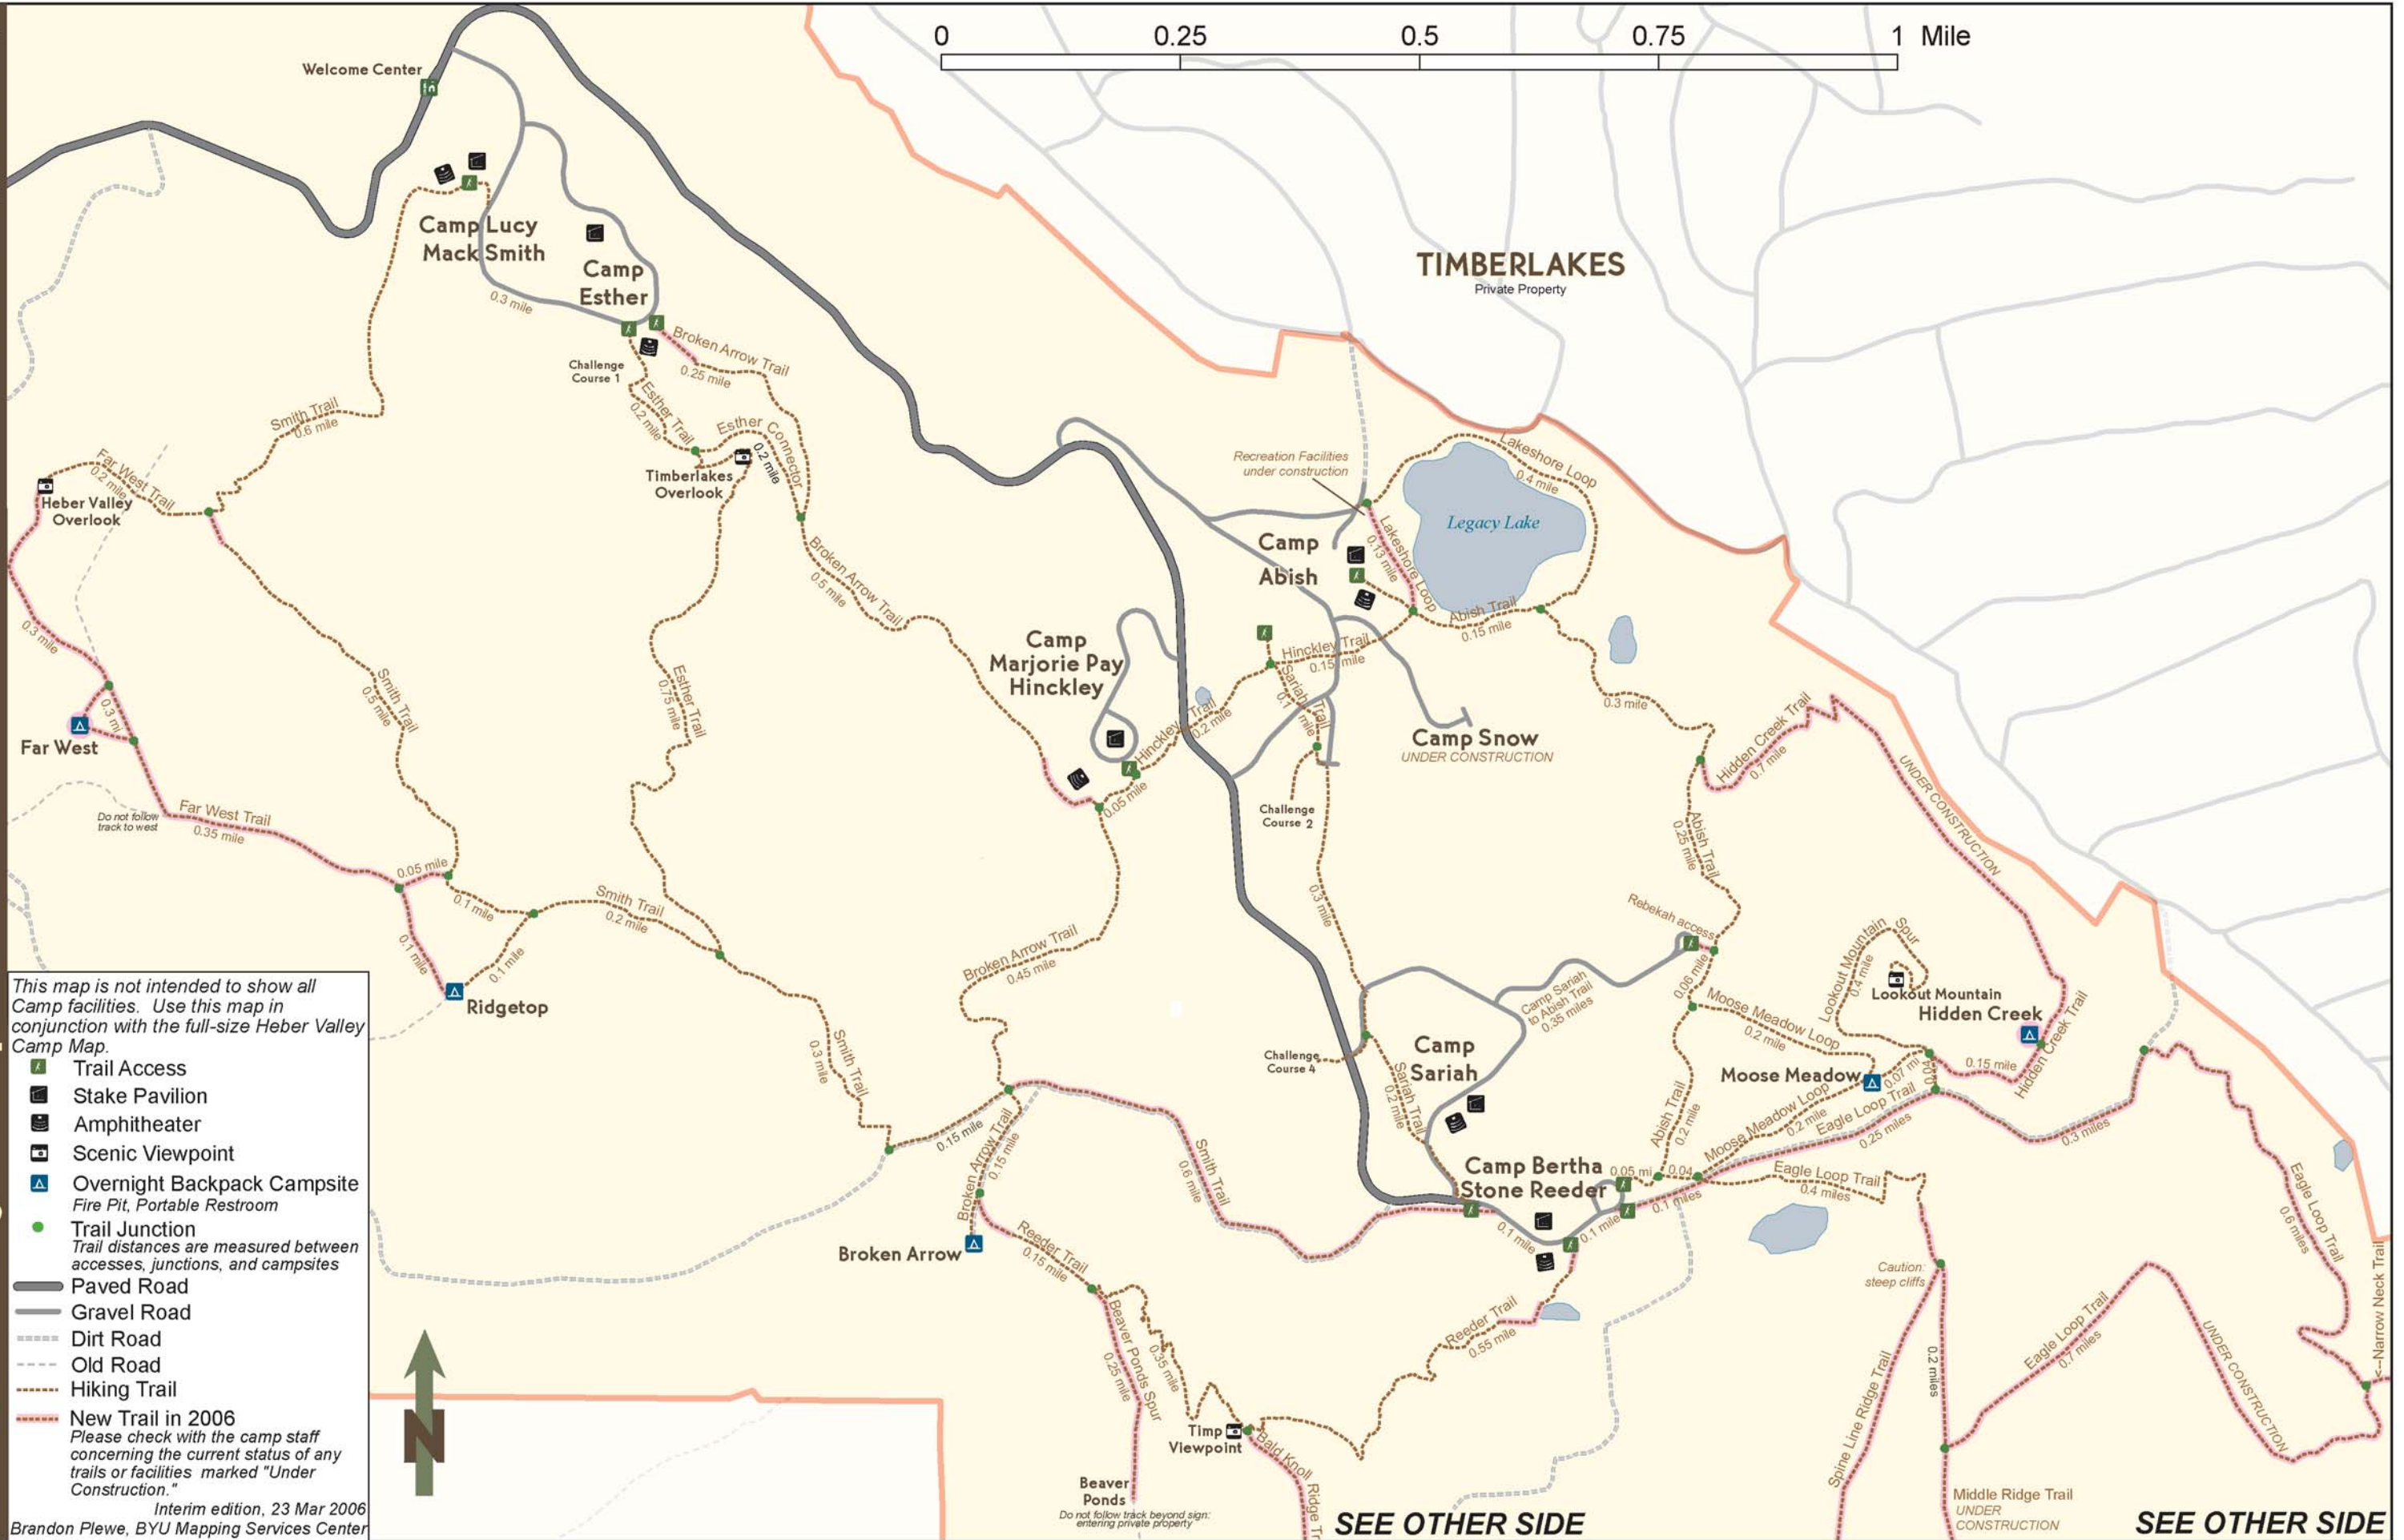 0 0.25 0.5 0.75 1 Mile
Welcome Center
Camp Lucy
Mack Smith
Camp
Esther
0.3 mile
TIMBERLAKES
Private Property
Challenge
Course 1
Broken Arrow Trail
0.25 mile
Esther Trail
0.2 mile
Esther Connector
0.2 mile
Timberlakes
Overlook
Smith Trail
0.6 mile
Far West Trail
0.2 mile
Heber Valley
Overlook
0.3 mile
0.3 mi
Far West
Do not follow
track to west
Far West Trail
0.35 mile
Smith Trail
0.5 mile
0.05 mile
0.1 mile
0.1 mile
0.1 mile
Ridgetop
Smith Trail
0.2 mile
Esther Trail
0.75 mile
Broken Arrow Trail
0.5 mile
Camp
Marjorie Pay
Hinckley
Hinckley Trail
0.2 mile
0.05 mile
Recreation Facilities
under construction
Lakeshore Loop
0.4 mile
Legacy Lake
Lakeshore Loop
0.13 mile
Camp
Abish
Abish Trail
0.15 mile
Hinckley Trail
0.15 mile
Sariah Trail
0.1 mile
Camp Snow
UNDER CONSTRUCTION
Challenge
Course 2
0.3 mile
0.3 mile
Hidden Creek Trail
0.7 mile
UNDER CONSTRUCTION
Abish Trail
0.25 mile
Rebekah access
0.06 mile
Camp Sariah
to Abish Trail
0.35 miles
Moose Meadow Loop
0.2 mile
Lookout Mountain Spur
0.4 mile
Lookout Mountain
Hidden Creek
Hidden Creek Trail
0.15 mile
Moose Meadow
0.07 mi
0.04
Moose Meadow Loop
0.2 mile
Eagle Loop Trail
0.25 miles
0.3 miles
Broken Arrow Trail
0.45 mile
Smith Trail
0.3 mile
0.15 mile
Broken Arrow Trail
0.15 mile
Broken Arrow
Smith Trail
0.6 mile
Challenge
Course 4
Camp
Sariah
Sariah Trail
0.2 mile
Abish Trail
0.2 mile
Camp Bertha
Stone Reeder
0.05 mi
0.04
0.1 miles
0.1 mile
0.1 mile
Eagle Loop Trail
0.4 miles
Eagle Loop Trail
0.6 miles
Reeder Trail
0.15 mile
Beaver Ponds Spur
0.25 mile
0.35 mile
Reeder Trail
0.55 mile
Timp
Viewpoint
Bald Knoll Ridge Tr
Beaver
Ponds
Do not follow track beyond sign:
entering private property
Caution:
steep cliffs
Spine Line Ridge Trail
0.2 miles
Eagle Loop Trail
0.7 miles
UNDER CONSTRUCTION
<--Narrow Neck Trail
Middle Ridge Trail
UNDER
CONSTRUCTION
SEE OTHER SIDE
SEE OTHER SIDE
This map is not intended to show all
Camp facilities. Use this map in
conjunction with the full-size Heber Valley
Camp Map.
Trail Access
Stake Pavilion
Amphitheater
Scenic Viewpoint
Overnight Backpack Campsite
Fire Pit, Portable Restroom
Trail Junction
Trail distances are measured between
accesses, junctions, and campsites
Paved Road
Gravel Road
Dirt Road
Old Road
Hiking Trail
New Trail in 2006
Please check with the camp staff
concerning the current status of any
trails or facilities marked "Under
Construction."
Interim edition, 23 Mar 2006
Brandon Plewe, BYU Mapping Services Center
N